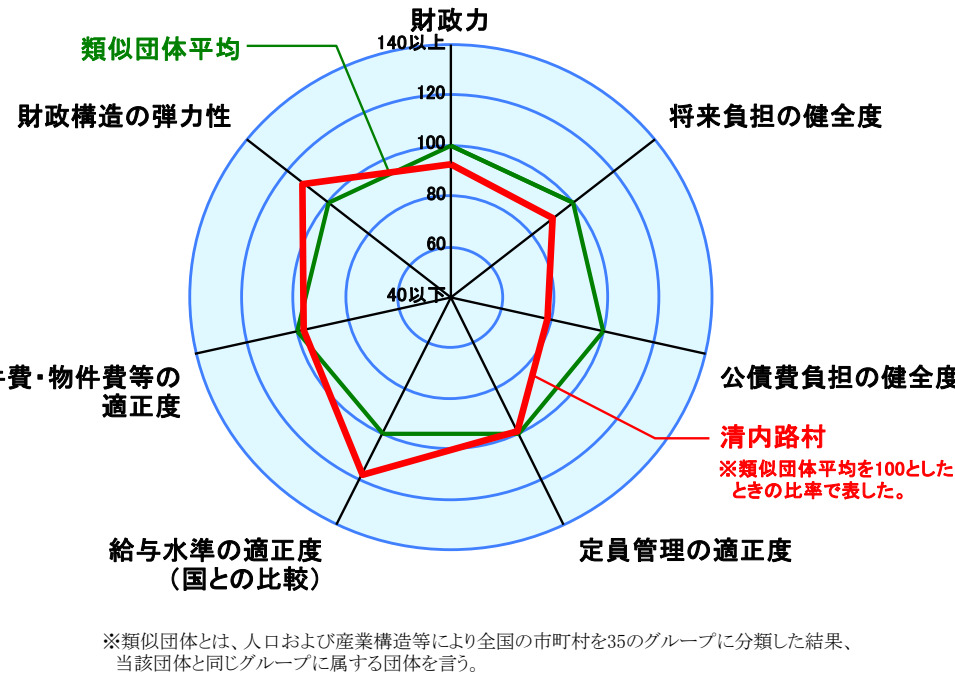 財政力
140以上
類似団体平均
120
財政構造の弾力性
将来負担の健全度
100
80
60
40以下
件費・物件費等の
適正度
公債費負担の健全度
清内路村
※類似団体平均を100とした
ときの比率で表した。
給与水準の適正度
（国との比較）
定員管理の適正度
※類似団体とは、人口および産業構造等により全国の市町村を35のグループに分類した結果、
当該団体と同じグループに属する団体を言う。